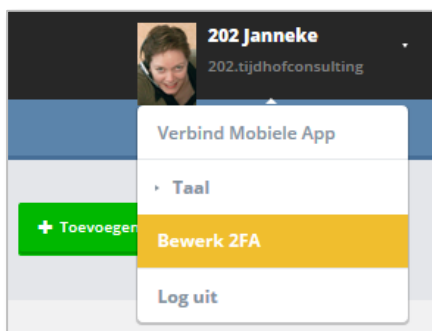 202 Janneke
202.tijdhofconsulting
Verbind Mobiele App
Taal
Toevoegen
Bewerk 2FA
Log uit